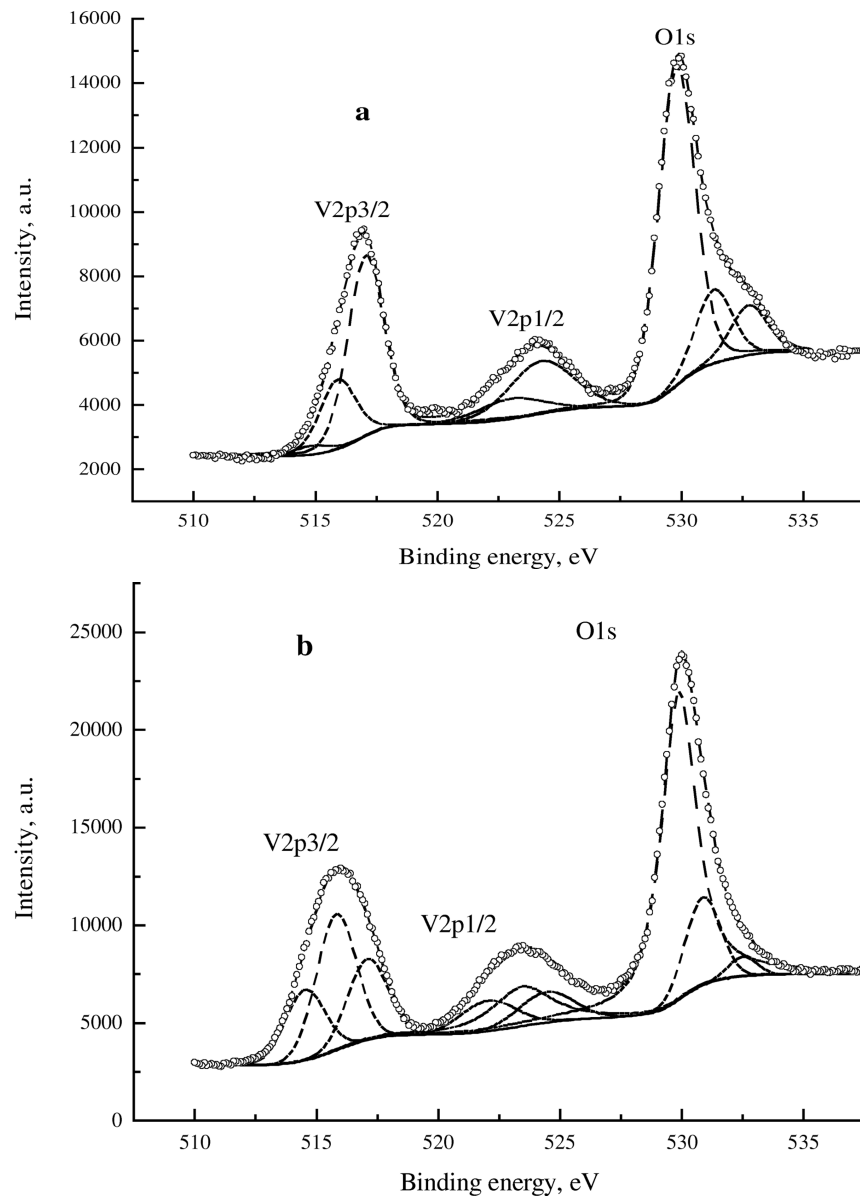 16000
14000
12000
10000
8000
6000
4000
2000
Intensity, a.u.
a
O1s
V2p3/2
V2p1/2
510 515 520 525 530 535
Binding energy, eV
25000
20000
15000
10000
5000
0
Intensity, a.u.
b
O1s
V2p3/2
V2p1/2
510 515 520 525 530 535
Binding energy, eV